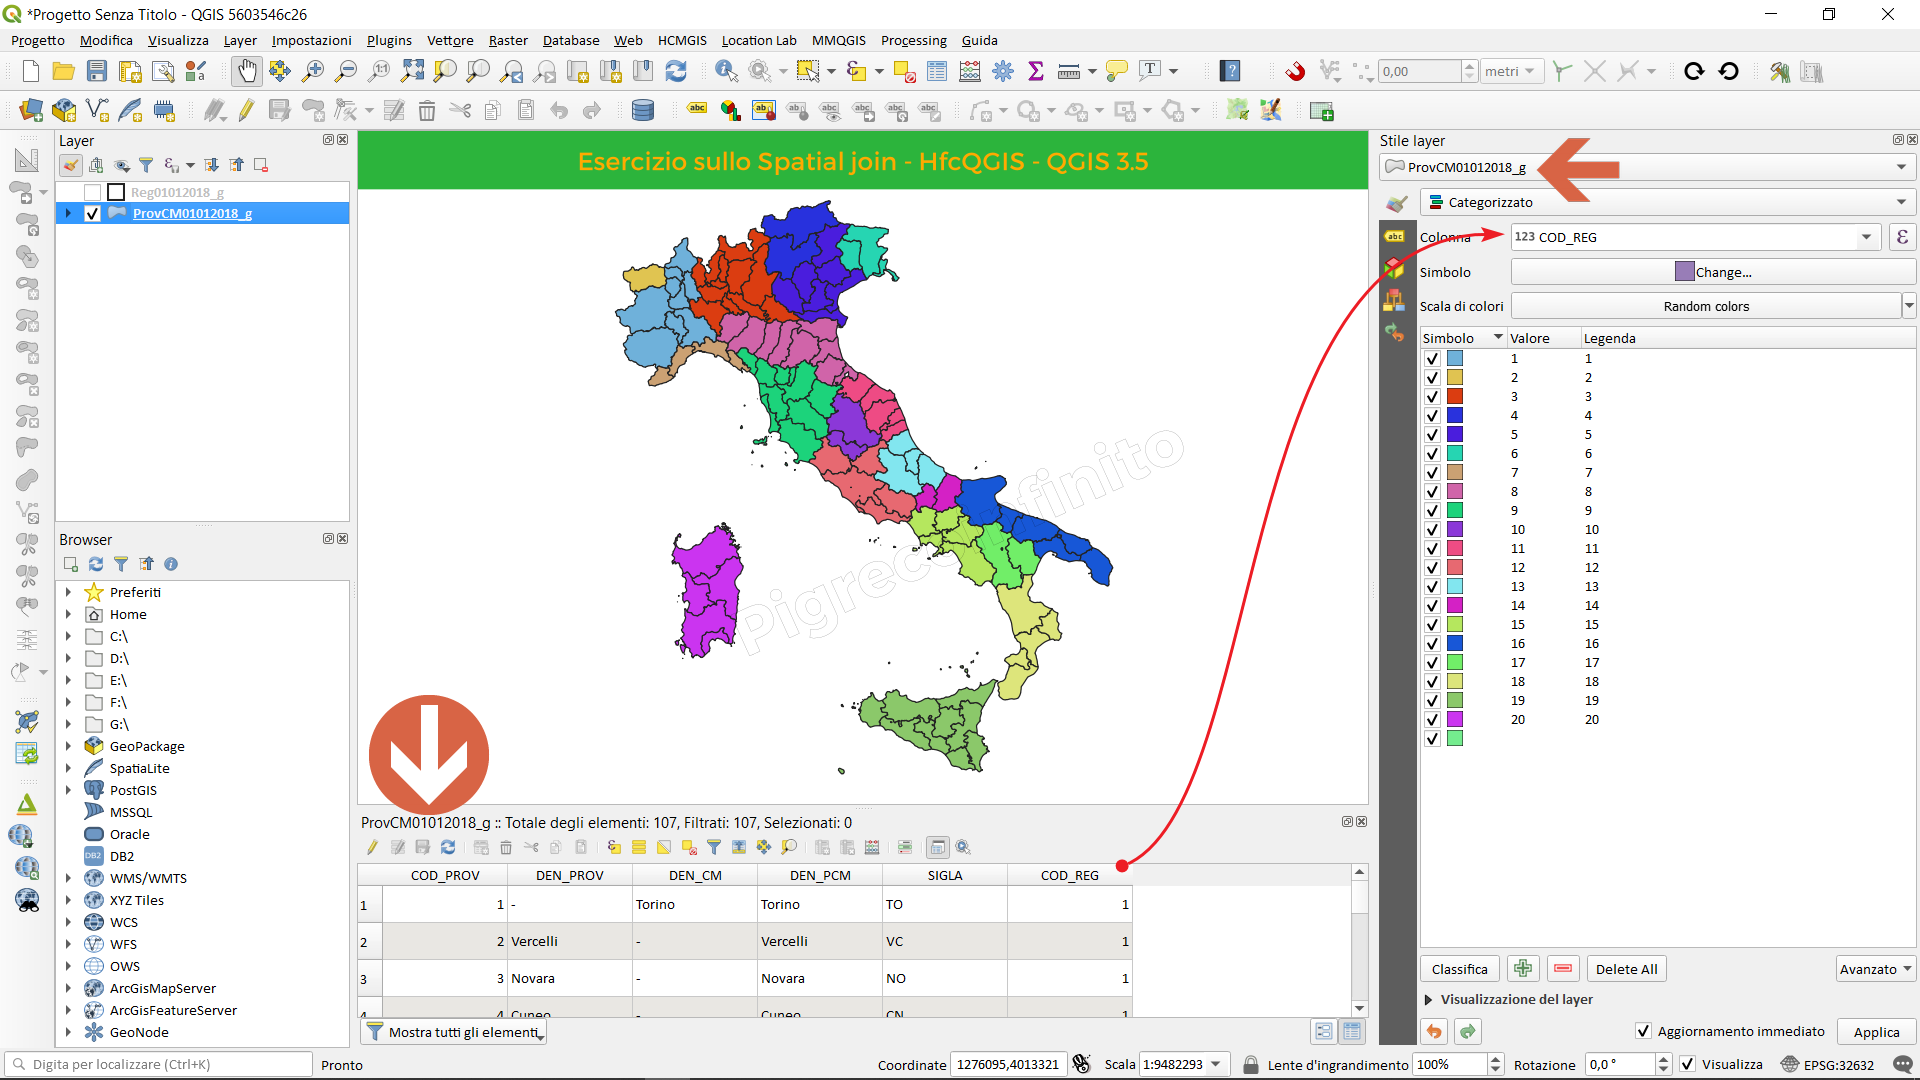 *Progetto Senza Titolo - QGIS 5603546c26
Progetto Modifica Visualizza Layer Impostazioni Plugins Vettore Raster Database Web HCMGIS Location Lab MMQGIS Processing Guida
0,00 metri
Layer
Reg01012018_g
ProvCM01012018_g
Browser
Preferiti
Home
C:\
D:\
E:\
F:\
G:\
GeoPackage
SpatiaLite
PostGIS
MSSQL
Oracle
DB2
WMS/WMTS
XYZ Tiles
WCS
WFS
OWS
ArcGisMapServer
ArcGisFeatureServer
GeoNode
Esercizio sullo Spatial join - HfcQGIS - QGIS 3.5
ProvCM01012018_g :: Totale degli elementi: 107, Filtrati: 107, Selezionati: 0
COD_PROV DEN_PROV DEN_CM DEN_PCM SIGLA COD_REG
1 1 - Torino Torino TO 1
2 2 Vercelli - Vercelli VC 1
3 3 Novara - Novara NO 1
4 4 Cuneo - Cuneo CN 1
Mostra tutti gli elementi
Stile layer
ProvCM01012018_g
Categorizzato
Colonna 123 COD_REG
Simbolo Change...
Scala di colori Random colors
Simbolo Valore Legenda
1 1
2 2
3 3
4 4
5 5
6 6
7 7
8 8
9 9
10 10
11 11
12 12
13 13
14 14
15 15
16 16
17 17
18 18
19 19
20 20
Classifica Delete All Avanzato
Visualizzazione del layer
Aggiornamento immediato Applica
Digita per localizzare (Ctrl+K) Pronto Coordinate 1276095,4013321 Scala 1:9482293 Lente d'ingrandimento 100% Rotazione 0,0 ° Visualizza EPSG:32632